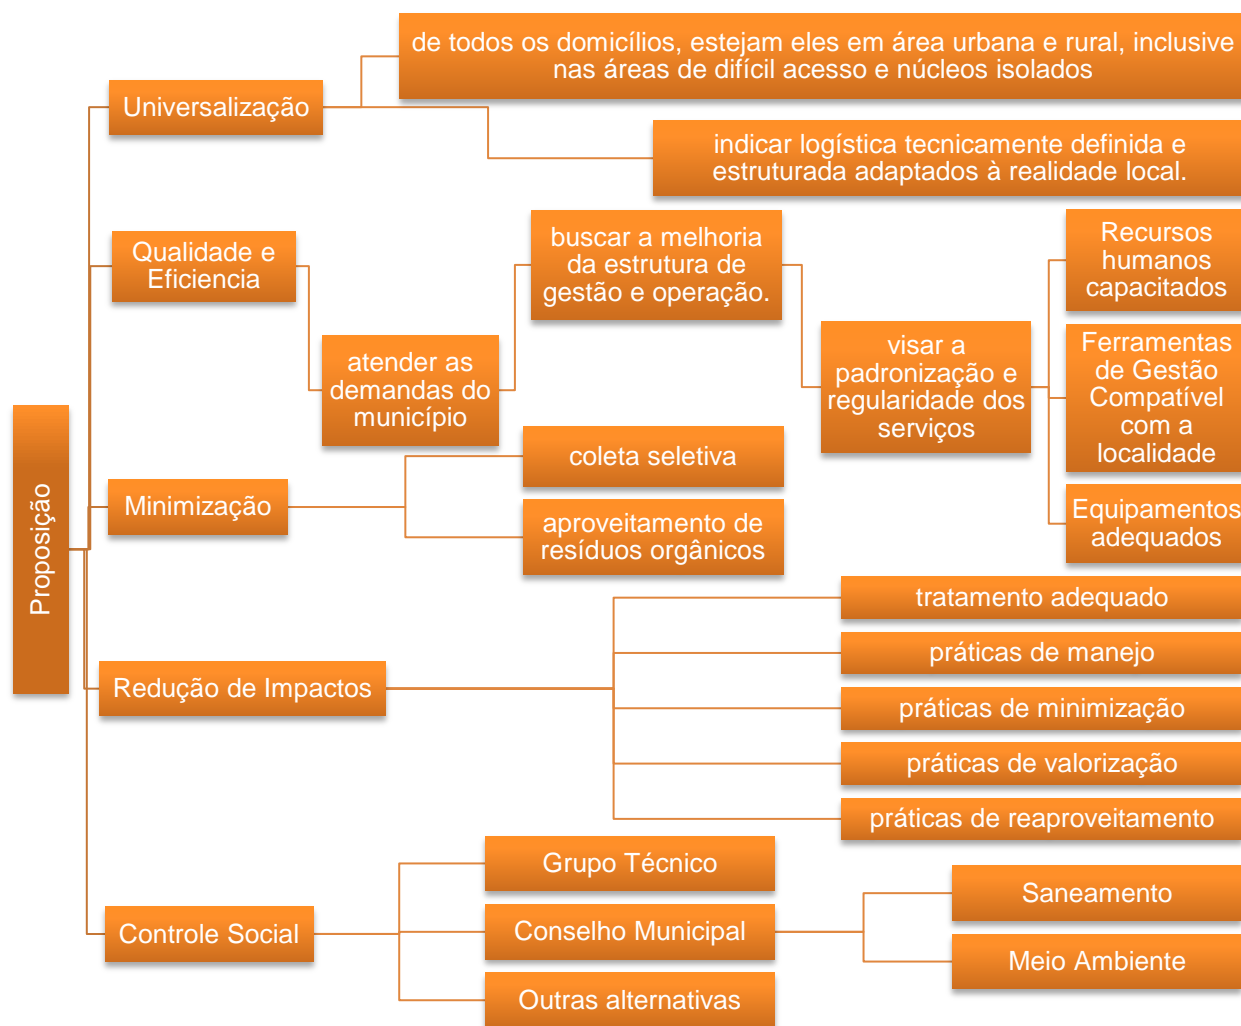 Proposição
Universalização
de todos os domicílios, estejam eles em área urbana e rural, inclusive
nas áreas de difícil acesso e núcleos isolados
indicar logística tecnicamente definida e
estruturada adaptados à realidade local.
Qualidade e
Eficiencia
atender as
demandas do
município
buscar a melhoria
da estrutura de
gestão e operação.
visar a
padronização e
regularidade dos
serviços
Recursos
humanos
capacitados
Ferramentas
de Gestão
Compatível
com a
localidade
Equipamentos
adequados
Minimização
coleta seletiva
aproveitamento de
resíduos orgânicos
Redução de Impactos
tratamento adequado
práticas de manejo
práticas de minimização
práticas de valorização
práticas de reaproveitamento
Controle Social
Grupo Técnico
Conselho Municipal
Saneamento
Meio Ambiente
Outras alternativas